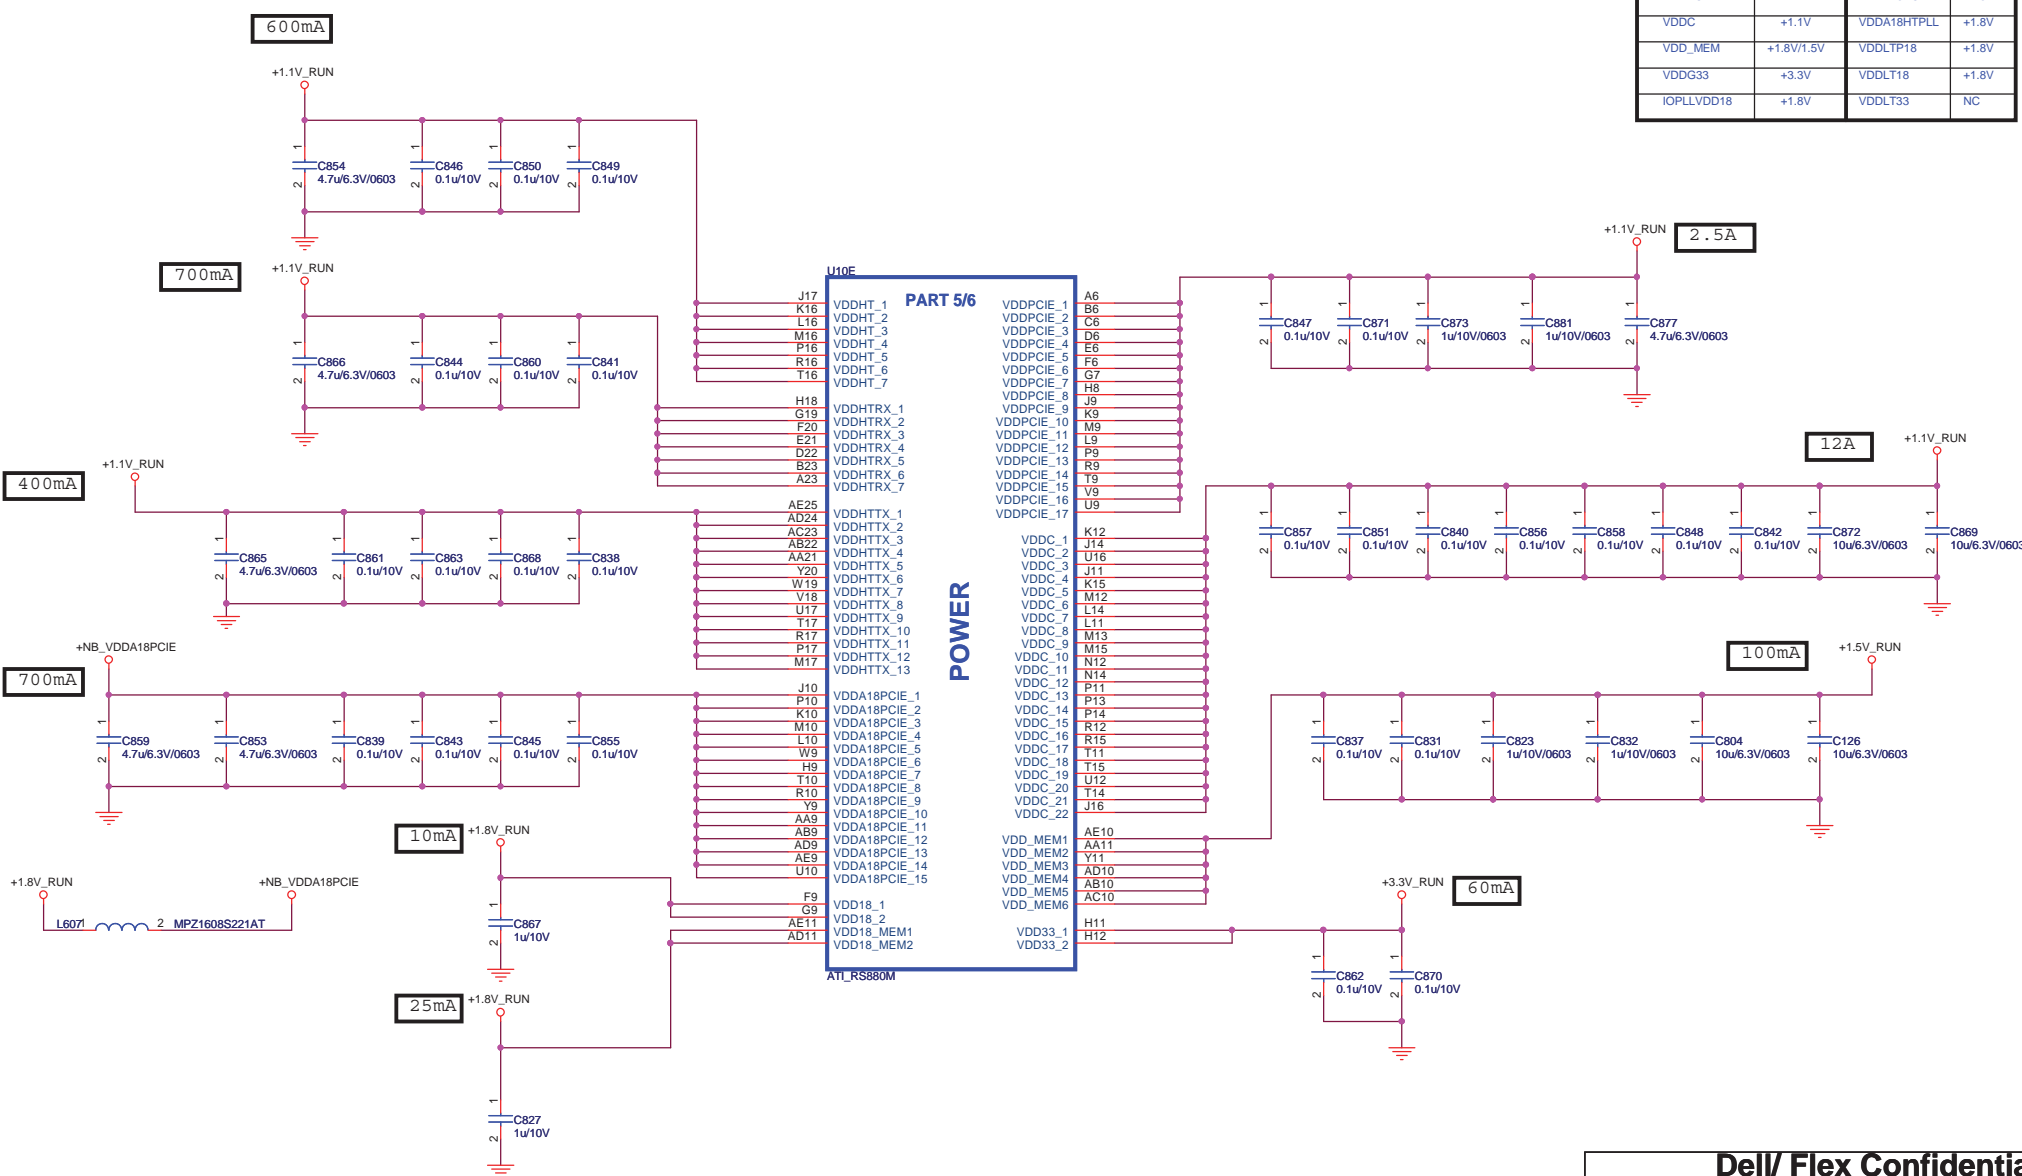 600mA
+1.1V_RUN
C854
4.7u/6.3V/0603
C846
0.1u/10V
C850
0.1u/10V
C849
0.1u/10V
VDDC +1.1V VDDA18HTPLL +1.8V
VDD_MEM +1.8V/1.5V VDDLTP18 +1.8V
VDDG33 +3.3V VDDLT18 +1.8V
IOPLLVDD18 +1.8V VDDLT33 NC
700mA
+1.1V_RUN
C866
4.7u/6.3V/0603
C844
0.1u/10V
C860
0.1u/10V
C841
0.1u/10V
400mA
+1.1V_RUN
C865
4.7u/6.3V/0603
C861
0.1u/10V
C863
0.1u/10V
C868
0.1u/10V
C838
0.1u/10V
+NB_VDDA18PCIE
700mA
C859
4.7u/6.3V/0603
C853
4.7u/6.3V/0603
C839
0.1u/10V
C843
0.1u/10V
C845
0.1u/10V
C855
0.1u/10V
10mA
+1.8V_RUN
C867
1u/10V
+1.8V_RUN
+NB_VDDA18PCIE
L607 1 2 MPZ1608S221AT
25mA
+1.8V_RUN
C827
1u/10V
U10E
PART 5/6
POWER
J17 VDDHT_1
K16 VDDHT_2
L16 VDDHT_3
M16 VDDHT_4
P16 VDDHT_5
R16 VDDHT_6
T16 VDDHT_7
H18 VDDHTRX_1
G19 VDDHTRX_2
F20 VDDHTRX_3
E21 VDDHTRX_4
D22 VDDHTRX_5
B23 VDDHTRX_6
A23 VDDHTRX_7
AE25 VDDHTTX_1
AD24 VDDHTTX_2
AC23 VDDHTTX_3
AB22 VDDHTTX_4
AA21 VDDHTTX_5
Y20 VDDHTTX_6
W19 VDDHTTX_7
V18 VDDHTTX_8
U17 VDDHTTX_9
T17 VDDHTTX_10
R17 VDDHTTX_11
P17 VDDHTTX_12
M17 VDDHTTX_13
J10 VDDA18PCIE_1
P10 VDDA18PCIE_2
K10 VDDA18PCIE_3
M10 VDDA18PCIE_4
L10 VDDA18PCIE_5
W9 VDDA18PCIE_6
H9 VDDA18PCIE_7
T10 VDDA18PCIE_8
R10 VDDA18PCIE_9
Y9 VDDA18PCIE_10
AA9 VDDA18PCIE_11
AB9 VDDA18PCIE_12
AD9 VDDA18PCIE_13
AE9 VDDA18PCIE_14
U10 VDDA18PCIE_15
F9 VDD18_1
G9 VDD18_2
AE11 VDD18_MEM1
AD11 VDD18_MEM2
VDDPCIE_1 A6
VDDPCIE_2 B6
VDDPCIE_3 C6
VDDPCIE_4 D6
VDDPCIE_5 E6
VDDPCIE_6 F6
VDDPCIE_7 G7
VDDPCIE_8 H8
VDDPCIE_9 J9
VDDPCIE_10 K9
VDDPCIE_11 M9
VDDPCIE_12 L9
VDDPCIE_13 P9
VDDPCIE_14 R9
VDDPCIE_15 T9
VDDPCIE_16 V9
VDDPCIE_17 U9
VDDC_1 K12
VDDC_2 J14
VDDC_3 U16
VDDC_4 J11
VDDC_5 K15
VDDC_6 M12
VDDC_7 L14
VDDC_8 L11
VDDC_9 M13
VDDC_10 M15
VDDC_11 N12
VDDC_12 N14
VDDC_13 P11
VDDC_14 P13
VDDC_15 P14
VDDC_16 R12
VDDC_17 R15
VDDC_18 T11
VDDC_19 T15
VDDC_20 U12
VDDC_21 T14
VDDC_22 J16
VDD_MEM1 AE10
VDD_MEM2 AA11
VDD_MEM3 Y11
VDD_MEM4 AD10
VDD_MEM5 AB10
VDD_MEM6 AC10
VDD33_1 H11
VDD33_2 H12
ATI_RS880M
+1.1V_RUN
2.5A
C847
0.1u/10V
C871
0.1u/10V
C873
1u/10V/0603
C881
1u/10V/0603
C877
4.7u/6.3V/0603
12A
+1.1V_RUN
C857
0.1u/10V
C851
0.1u/10V
C840
0.1u/10V
C856
0.1u/10V
C858
0.1u/10V
C848
0.1u/10V
C842
0.1u/10V
C872
10u/6.3V/0603
C869
10u/6.3V/0603
100mA
+1.5V_RUN
C837
0.1u/10V
C831
0.1u/10V
C823
1u/10V/0603
C832
1u/10V/0603
C804
10u/6.3V/0603
C126
10u/6.3V/0603
+3.3V_RUN
60mA
C862
0.1u/10V
C870
0.1u/10V
Dell/ Flex Confidentia